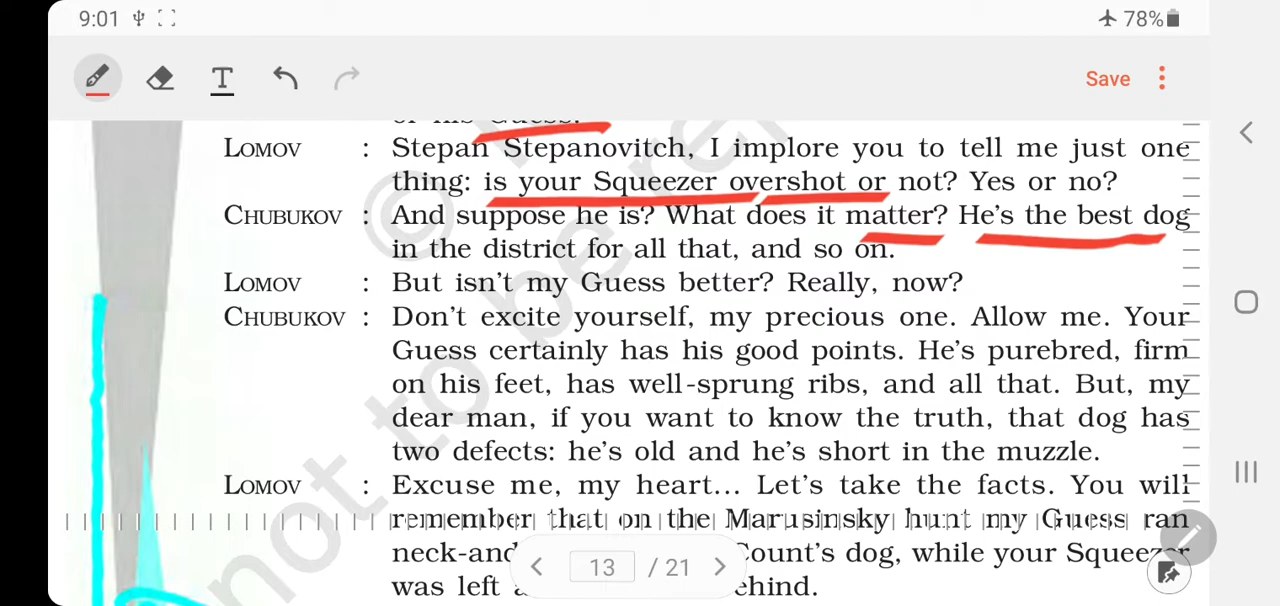 9:01 78%
T Save
of his Guess.
LOMOV : Stepan Stepanovitch, I implore you to tell me just one
thing: is your Squeezer overshot or not? Yes or no?
CHUBUKOV : And suppose he is? What does it matter? He's the best dog
in the district for all that, and so on.
LOMOV : But isn't my Guess better? Really, now?
CHUBUKOV : Don't excite yourself, my precious one. Allow me. Your
Guess certainly has his good points. He's purebred, firm
on his feet, has well-sprung ribs, and all that. But, my
dear man, if you want to know the truth, that dog has
two defects: he's old and he's short in the muzzle.
LOMOV : Excuse me, my heart... Let's take the facts. You will
remember that on the Marusinsky hunt my Guess ran
neck-and Count's dog, while your Squeezer
was left ehind.
13 / 21
© not to be rep